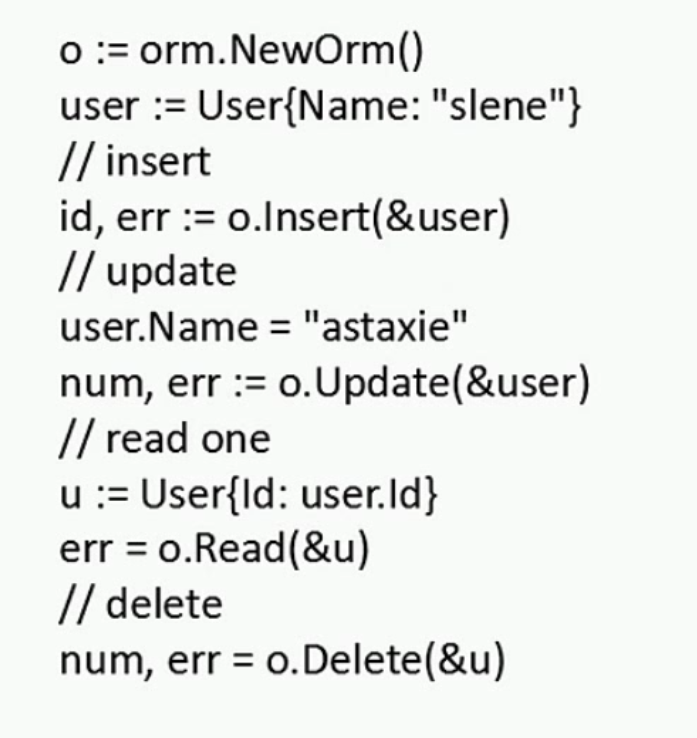 o := orm.NewOrm()
user := User{Name: "slene"}
// insert
id, err := o.Insert(&user)
// update
user.Name = "astaxie"
num, err := o.Update(&user)
// read one
u := User{Id: user.Id}
err = o.Read(&u)
// delete
num, err = o.Delete(&u)